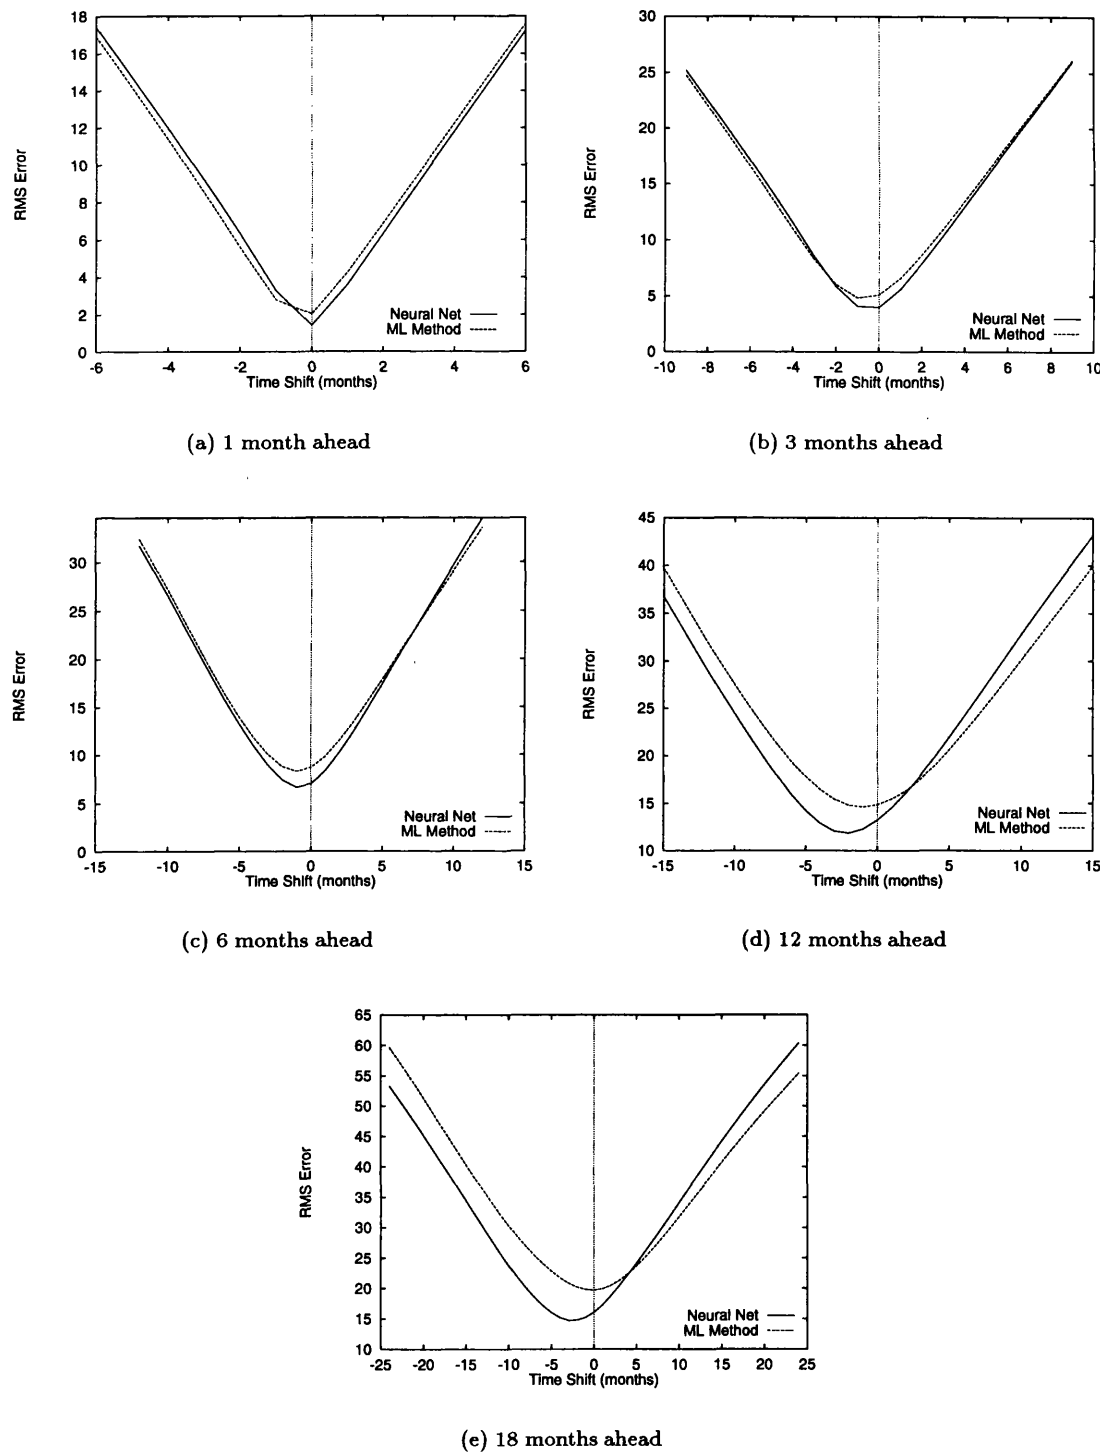 18
16
14
12
10
8
6
4
2
0
RMS Error
Neural Net
ML Method
-6 -4 -2 0 2 4 6
Time Shift (months)
(a) 1 month ahead
30
25
20
15
10
5
0
RMS Error
Neural Net
ML Method
-10 -8 -6 -4 -2 0 2 4 6 8 10
Time Shift (months)
(b) 3 months ahead
30
25
20
15
10
5
0
RMS Error
Neural Net
ML Method
-15 -10 -5 0 5 10 15
Time Shift (months)
(c) 6 months ahead
45
40
35
30
25
20
15
10
RMS Error
Neural Net
ML Method
-15 -10 -5 0 5 10 15
Time Shift (months)
(d) 12 months ahead
65
60
55
50
45
40
35
30
25
20
15
10
RMS Error
Neural Net
ML Method
-25 -20 -15 -10 -5 0 5 10 15 20 25
Time Shift (months)
(e) 18 months ahead